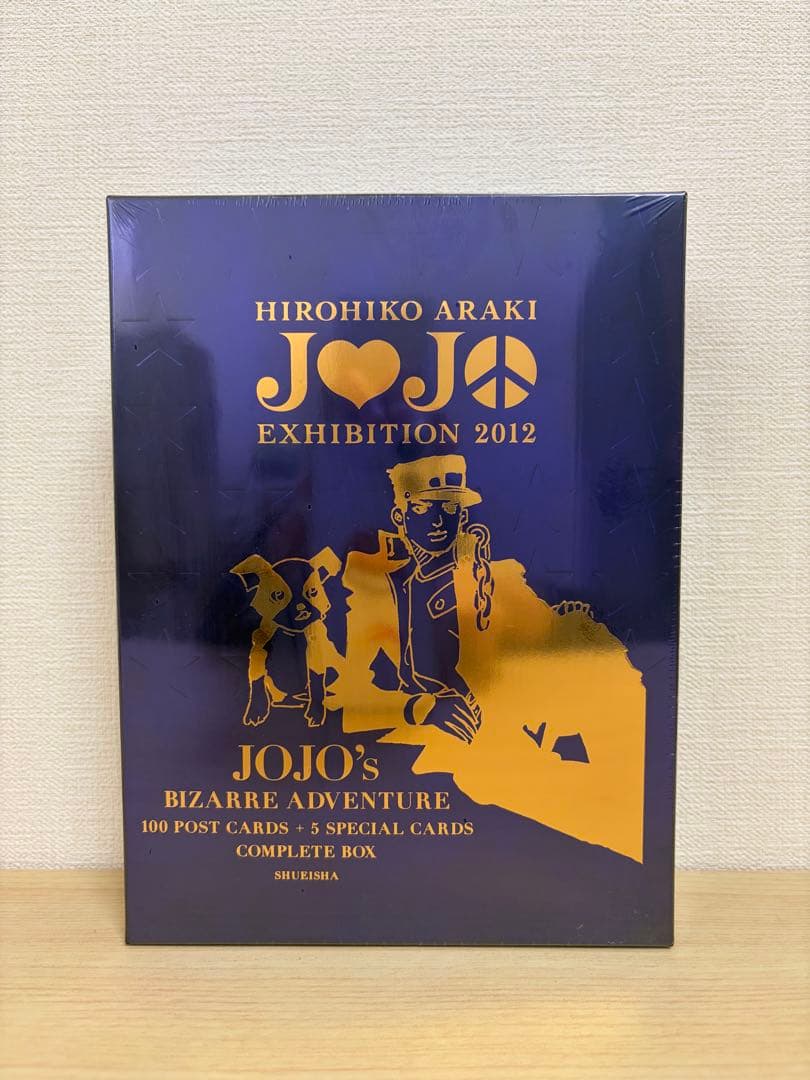 HIROHIKO ARAKI
JOJO
EXHIBITION 2012
JOJO's
BIZARRE ADVENTURE
100 POST CARDS + 5 SPECIAL CARDS
COMPLETE BOX
SHUEISHA